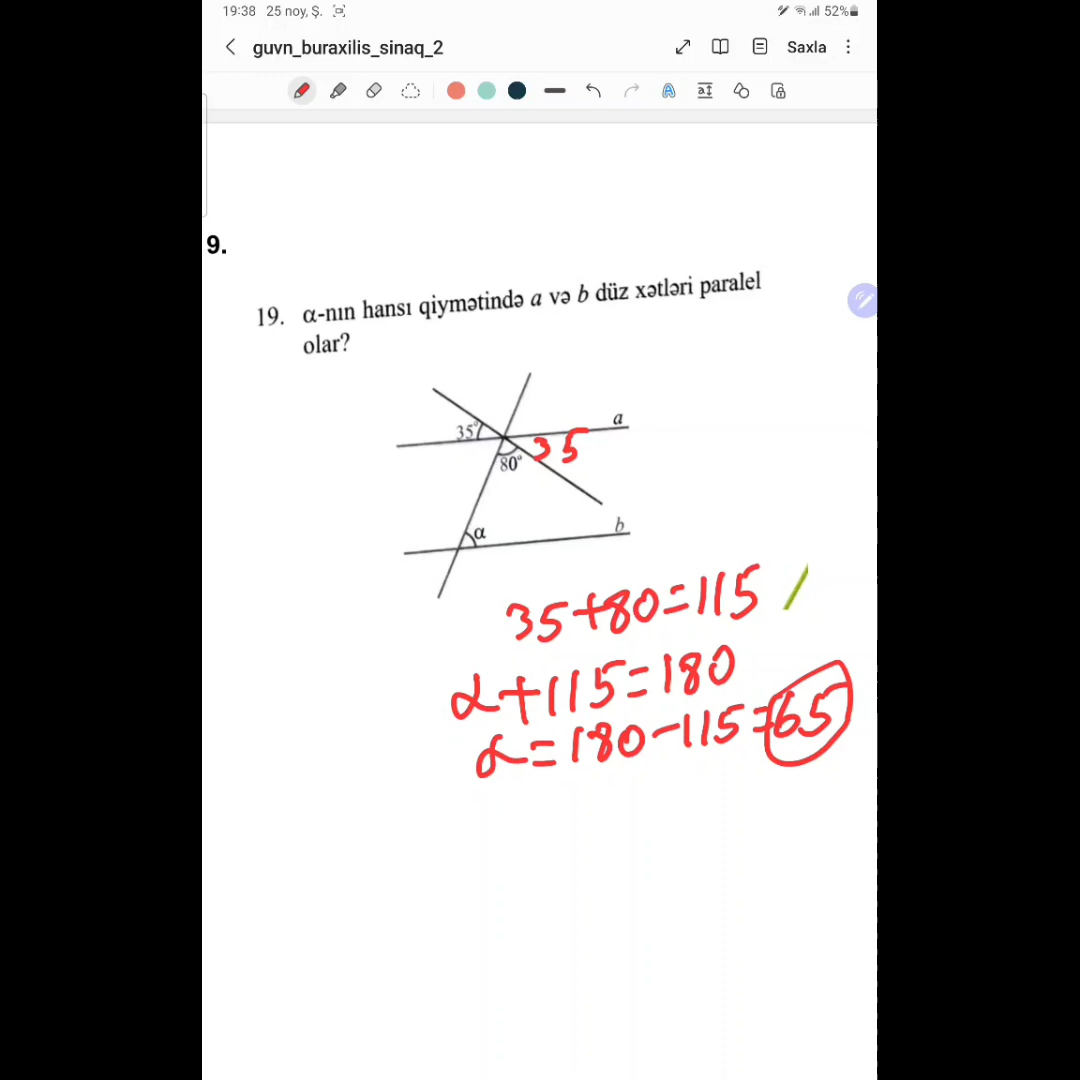 19:38 25 noy, Ş. 52%
guvn_buraxilis_sinaq_2 Saxla
9.
19. α-nın hansı qiymətində a və b düz xətləri paralel
olar?
a
35° 35
80°
α b
35+80=115
α+115=180
α=180-115=65